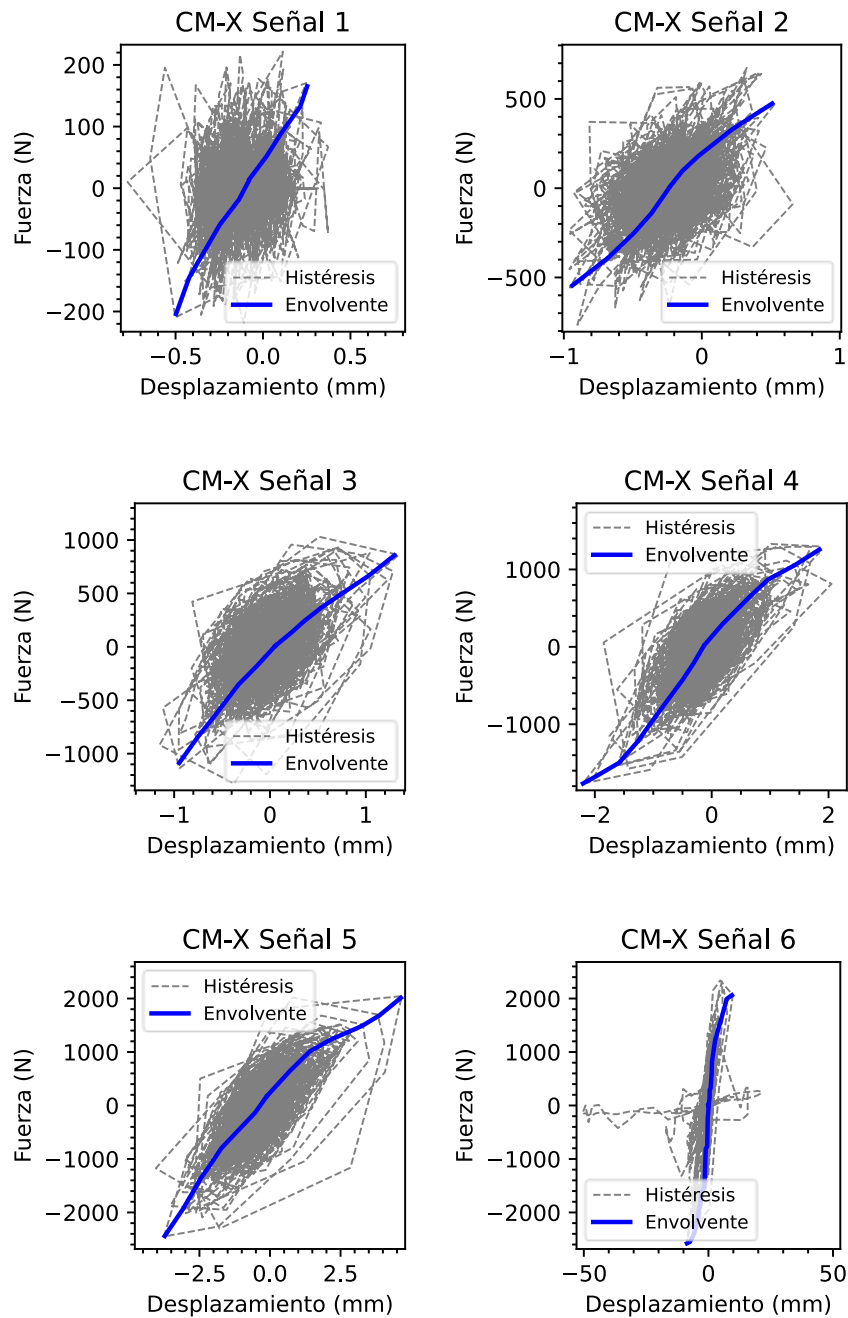 CM-X Señal 1
CM-X Señal 2
Fuerza (N)
200
100
0
−100
−200
Histéresis
Envolvente
−0.5
0.0
0.5
Desplazamiento (mm)
Fuerza (N)
500
0
−500
Histéresis
Envolvente
−1
0
1
Desplazamiento (mm)
CM-X Señal 3
CM-X Señal 4
Fuerza (N)
1000
500
0
−500
−1000
Histéresis
Envolvente
−1
0
1
Desplazamiento (mm)
Fuerza (N)
1000
0
−1000
Histéresis
Envolvente
−2
0
2
Desplazamiento (mm)
CM-X Señal 5
CM-X Señal 6
Fuerza (N)
2000
1000
0
−1000
−2000
Histéresis
Envolvente
−2.5
0.0
2.5
Desplazamiento (mm)
Fuerza (N)
2000
1000
0
−1000
−2000
Histéresis
Envolvente
−50
0
50
Desplazamiento (mm)